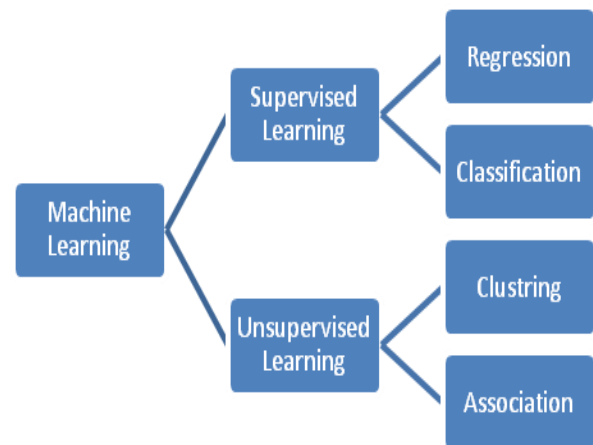 Machine
Learning
Supervised
Learning
Regression
Classification
Unsupervised
Learning
Clustring
Association